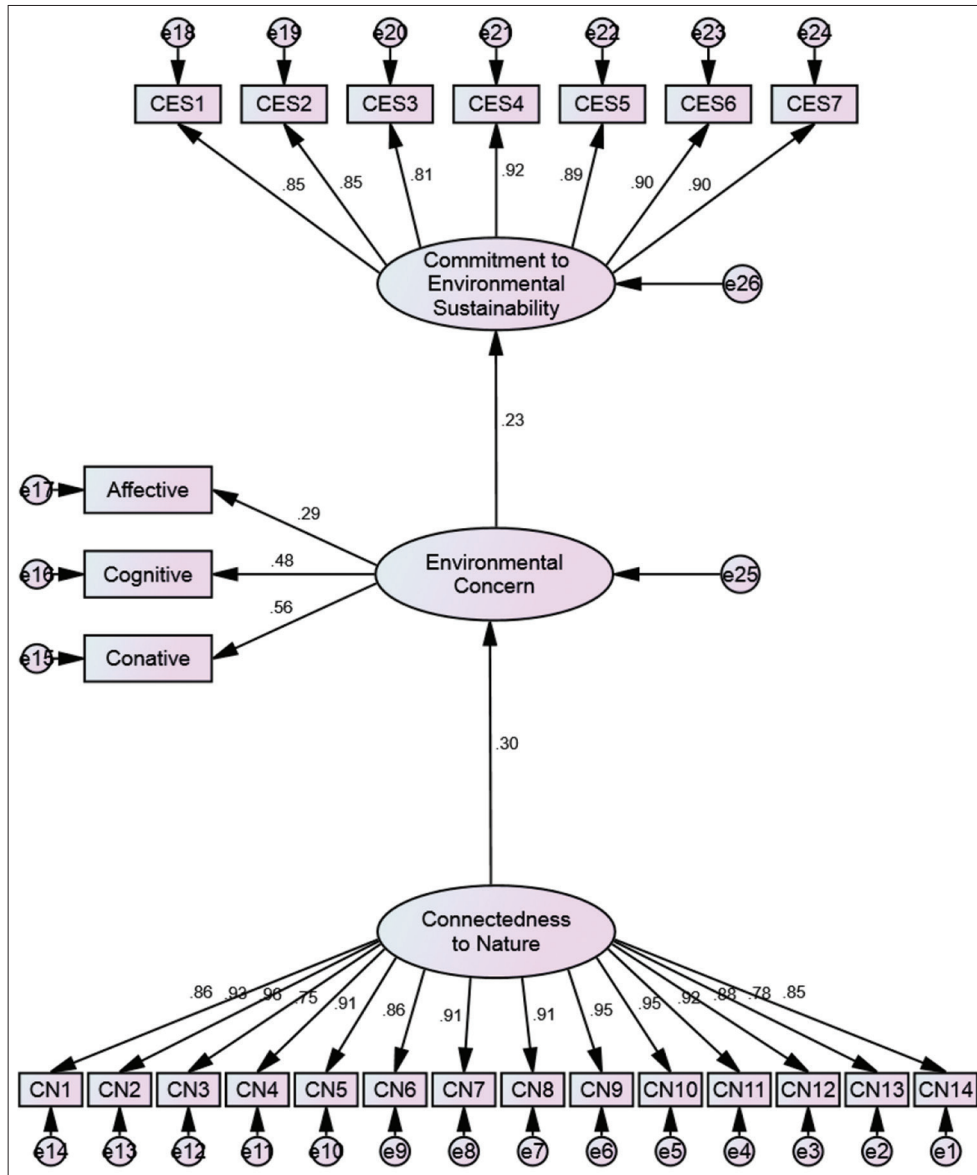 e18 e19 e20 e21 e22 e23 e24
CES1 CES2 CES3 CES4 CES5 CES6 CES7
.85 .85 .81 .92 .89 .90 .90
Commitment to
Environmental
Sustainability
e26
.23
e17 Affective
.29
e16 Cognitive
.48
Environmental
Concern
e25
e15 Conative
.56
.30
Connectedness
to Nature
.86 .93 .96 .75 .91 .86 .91 .91 .95 .95 .92 .88 .78 .85
CN1 CN2 CN3 CN4 CN5 CN6 CN7 CN8 CN9 CN10 CN11 CN12 CN13 CN14
e14 e13 e12 e11 e10 e9 e8 e7 e6 e5 e4 e3 e2 e1